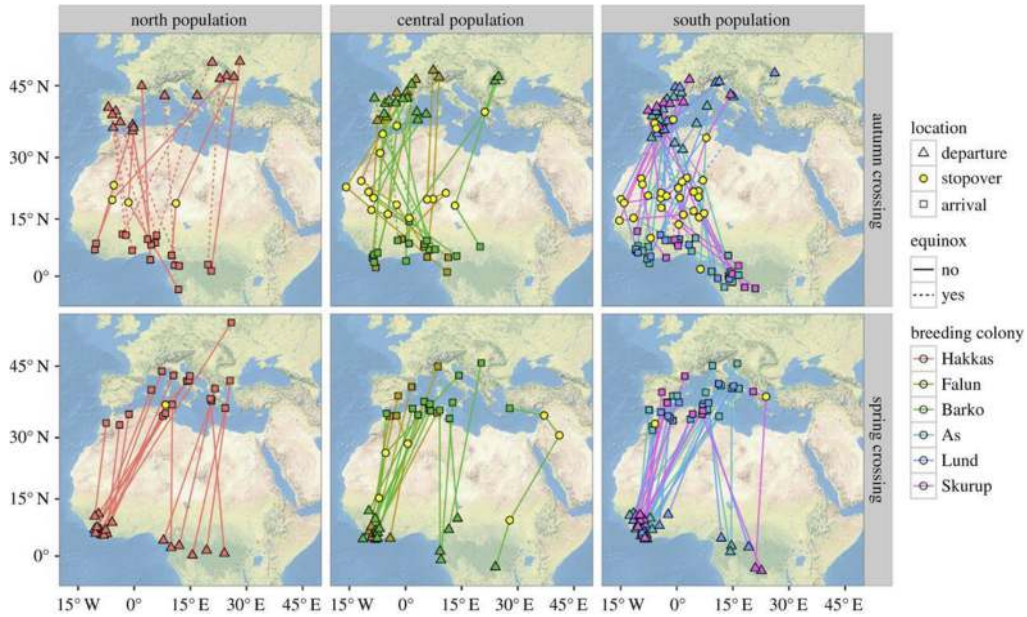 north population
central population
south population
45° N
30° N
15° N
0°
autumn crossing
45° N
30° N
15° N
0°
spring crossing
15° W
0°
15° E
30° E
45° E
15° W
0°
15° E
30° E
45° E
15° W
0°
15° E
30° E
45° E
location
departure
stopover
arrival
equinox
no
yes
breeding colony
Hakkas
Falun
Barko
As
Lund
Skurup